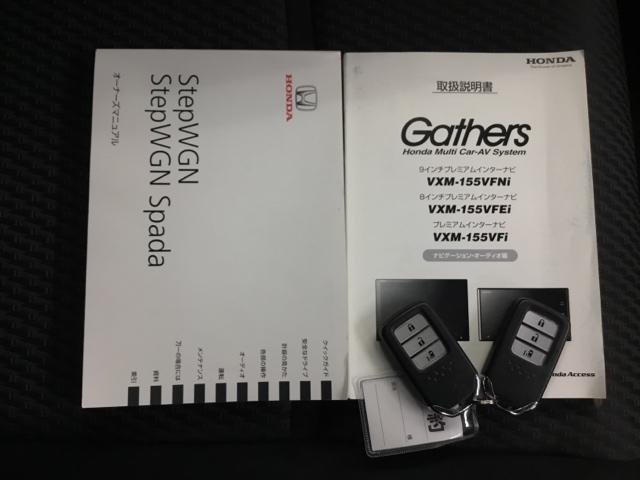 StepWGN
StepWGN Spada
オーナーズマニュアル
HONDA
クイックガイド
安全なドライブ
計器の見かた
各部の操作
オーディオ
運転
メンテナンス
万一の場合には
資料
索引
HONDA
取扱説明書
Gathers
Honda Multi Car-AV System
9インチプレミアムインターナビ
VXM-155VFNi
8インチプレミアムインターナビ
VXM-155VFEi
プレミアムインターナビ
VXM-155VFi
ナビゲーション・オーディオ編
nda Access
約
様